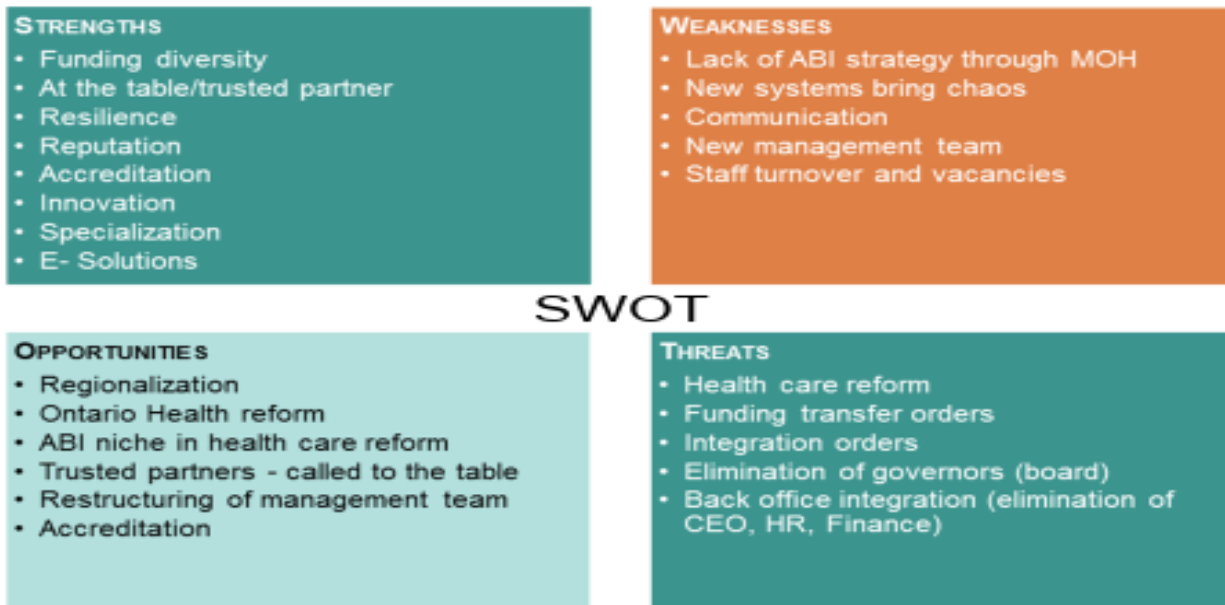 STRENGTHS
• Funding diversity
• At the table/trusted partner
• Resilience
• Reputation
• Accreditation
• Innovation
• Specialization
• E- Solutions
WEAKNESSES
• Lack of ABI strategy through MOH
• New systems bring chaos
• Communication
• New management team
• Staff turnover and vacancies
SWOT
OPPORTUNITIES
• Regionalization
• Ontario Health reform
• ABI niche in health care reform
• Trusted partners - called to the table
• Restructuring of management team
• Accreditation
THREATS
• Health care reform
• Funding transfer orders
• Integration orders
• Elimination of governors (board)
• Back office integration (elimination of
CEO, HR, Finance)